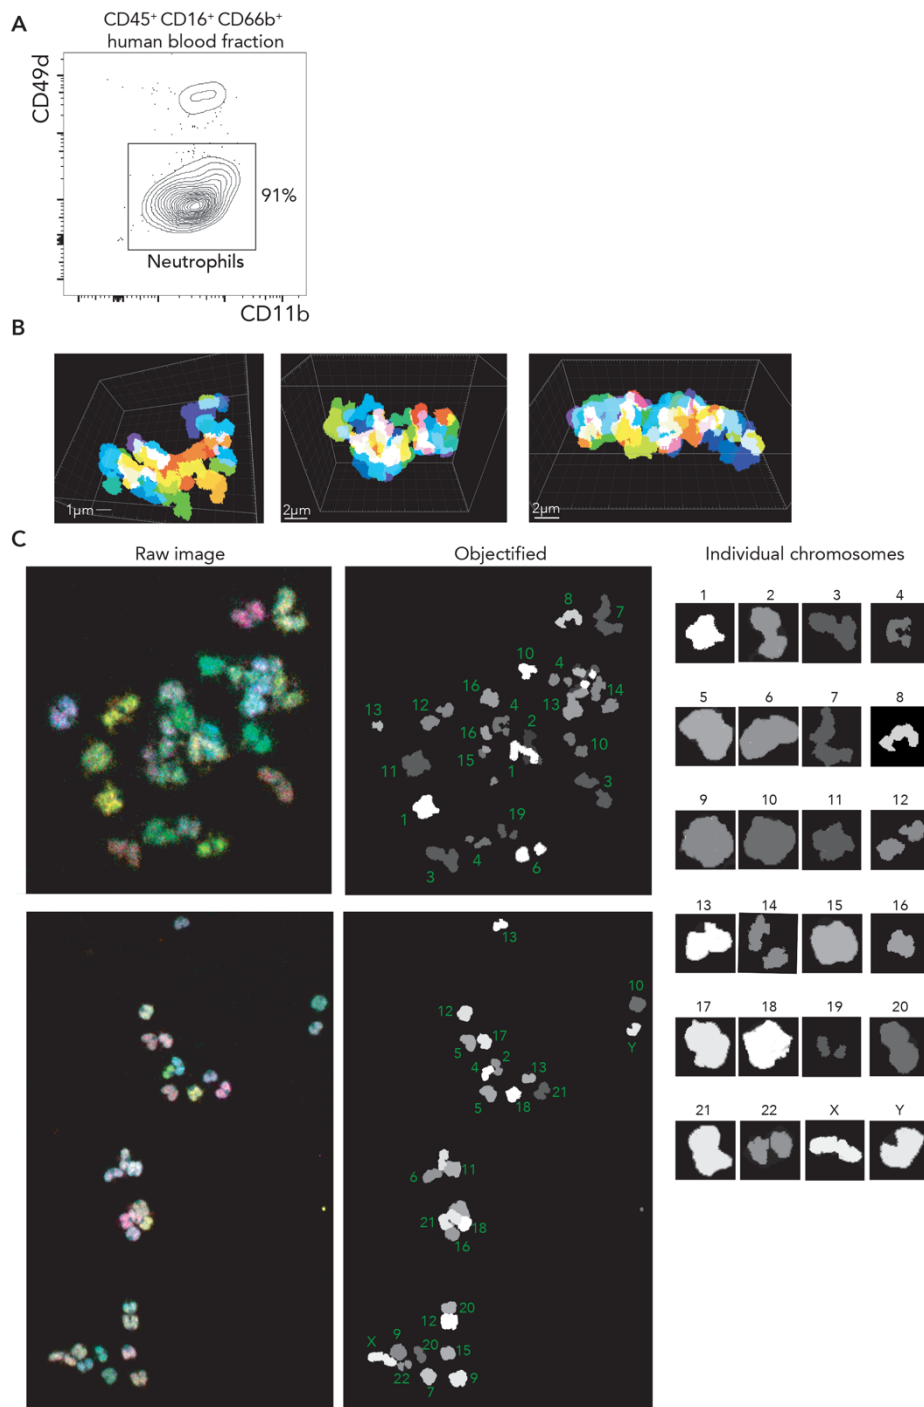 A
CD45⁺ CD16⁺ CD66b⁺
human blood fraction
CD49d
91%
Neutrophils
CD11b
B
1µm
2µm
2µm
C
Raw image
Objectified
Individual chromosomes
8
7
10
4
14
16
13
12
4
13
2
16
10
15
11
1
3
1
19
4
6
3
1 2 3 4
5 6 7 8
9 10 11 12
13 14 15 16
17 18 19 20
21 22 X Y
13
10
12
17
Y
5
2
4
13
21
5
18
11
6
21
18
16
20
12
X
9
20
15
22
7
9